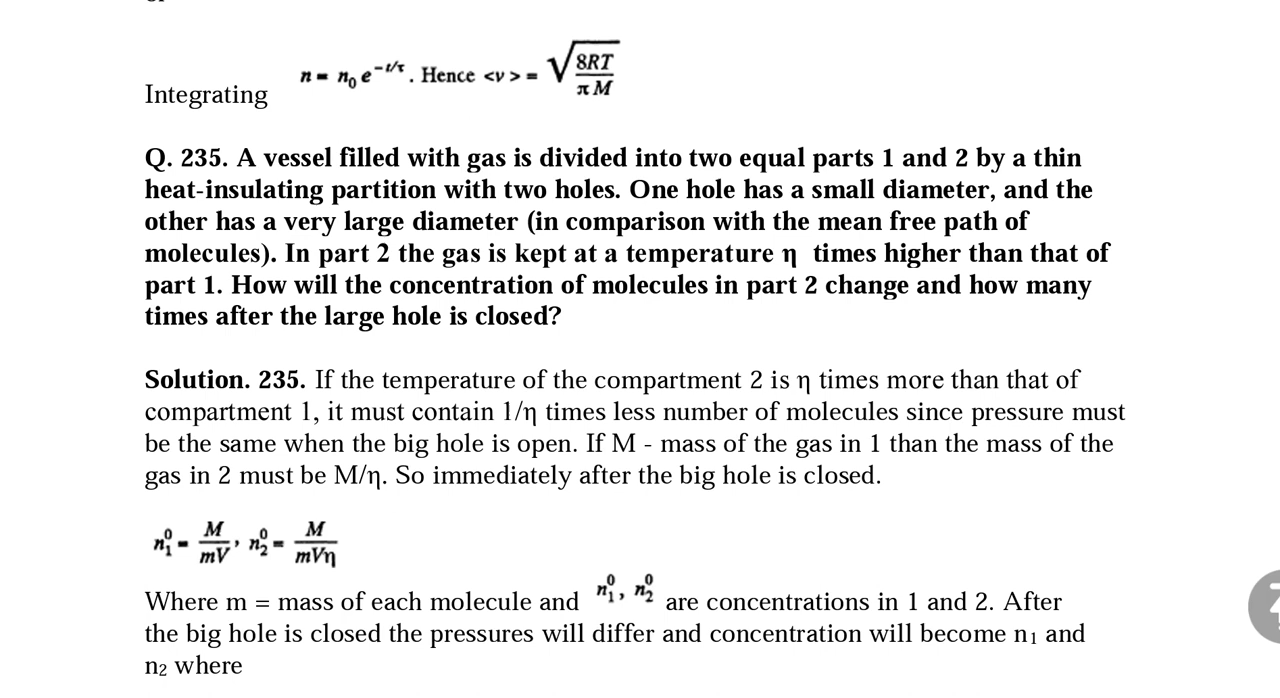 n = n₀ e^(-t/τ). Hence <v> = √(8RT/πM)
Integrating
Q. 235. A vessel filled with gas is divided into two equal parts 1 and 2 by a thin
heat-insulating partition with two holes. One hole has a small diameter, and the
other has a very large diameter (in comparison with the mean free path of
molecules). In part 2 the gas is kept at a temperature η times higher than that of
part 1. How will the concentration of molecules in part 2 change and how many
times after the large hole is closed?
Solution. 235. If the temperature of the compartment 2 is η times more than that of
compartment 1, it must contain 1/η times less number of molecules since pressure must
be the same when the big hole is open. If M - mass of the gas in 1 than the mass of the
gas in 2 must be M/η. So immediately after the big hole is closed.
n₁⁰ = M/mV, n₂⁰ = M/mVη
Where m = mass of each molecule and n₁⁰, n₂⁰ are concentrations in 1 and 2. After
the big hole is closed the pressures will differ and concentration will become n₁ and
n₂ where